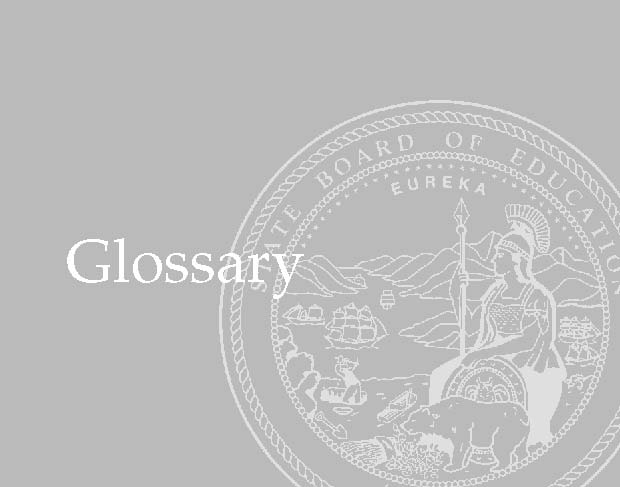 STATE BOARD OF EDUCATION
EUREKA
Glossary